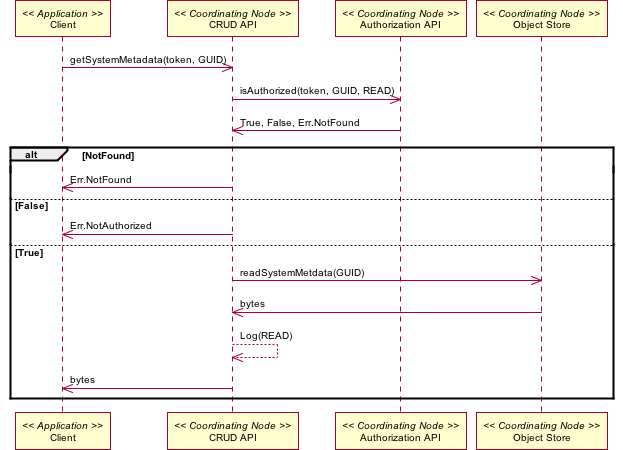 << Application >>
Client
<< Coordinating Node >>
CRUD API
<< Coordinating Node >>
Authorization API
<< Coordinating Node >>
Object Store
getSystemMetadata(token, GUID)
isAuthorized(token, GUID, READ)
True, False, Err.NotFound
alt [NotFound]
Err.NotFound
[False]
Err.NotAuthorized
[True]
readSystemMetdata(GUID)
bytes
Log(READ)
bytes
<< Application >>
Client
<< Coordinating Node >>
CRUD API
<< Coordinating Node >>
Authorization API
<< Coordinating Node >>
Object Store